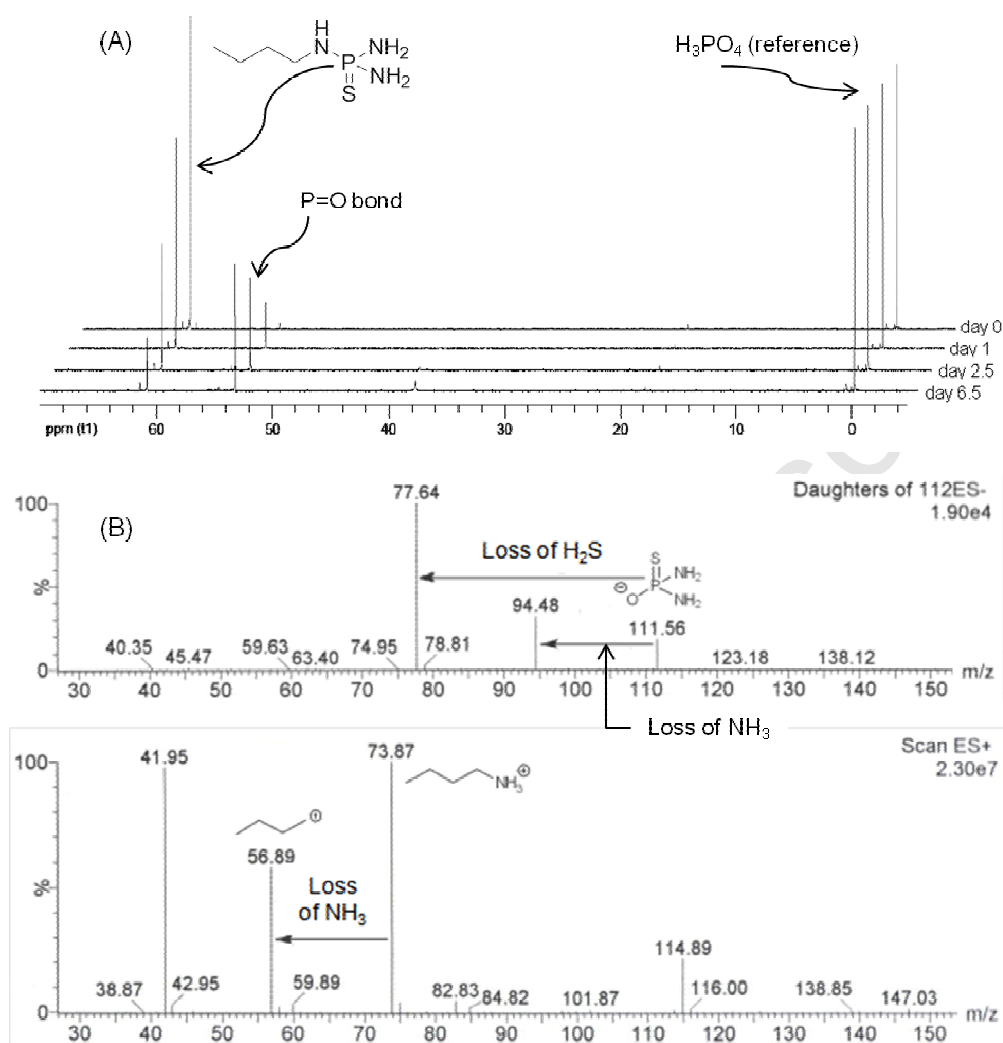 (A)
H
N
P
NH2
NH2
S
H3PO4 (reference)
P=O bond
day 0
day 1
day 2.5
day 6.5
ppm (t1)
60
50
40
30
20
10
0
(B)
Daughters of 112ES-
1.90e4
100
%
0
77.64
Loss of H2S
S
P
NH2
NH2
⊖
O
94.48
111.56
40.35
45.47
59.63
63.40
74.95
78.81
123.18
138.12
30 40 50 60 70 80 90 100 110 120 130 140 150 m/z
Loss of NH3
Scan ES+
2.30e7
100
%
0
41.95
73.87
NH3⊕
⊕
56.89
Loss
of NH3
38.87
42.95
59.89
82.83
84.82
101.87
114.89
116.00
138.85
147.03
30 40 50 60 70 80 90 100 110 120 130 140 150 m/z